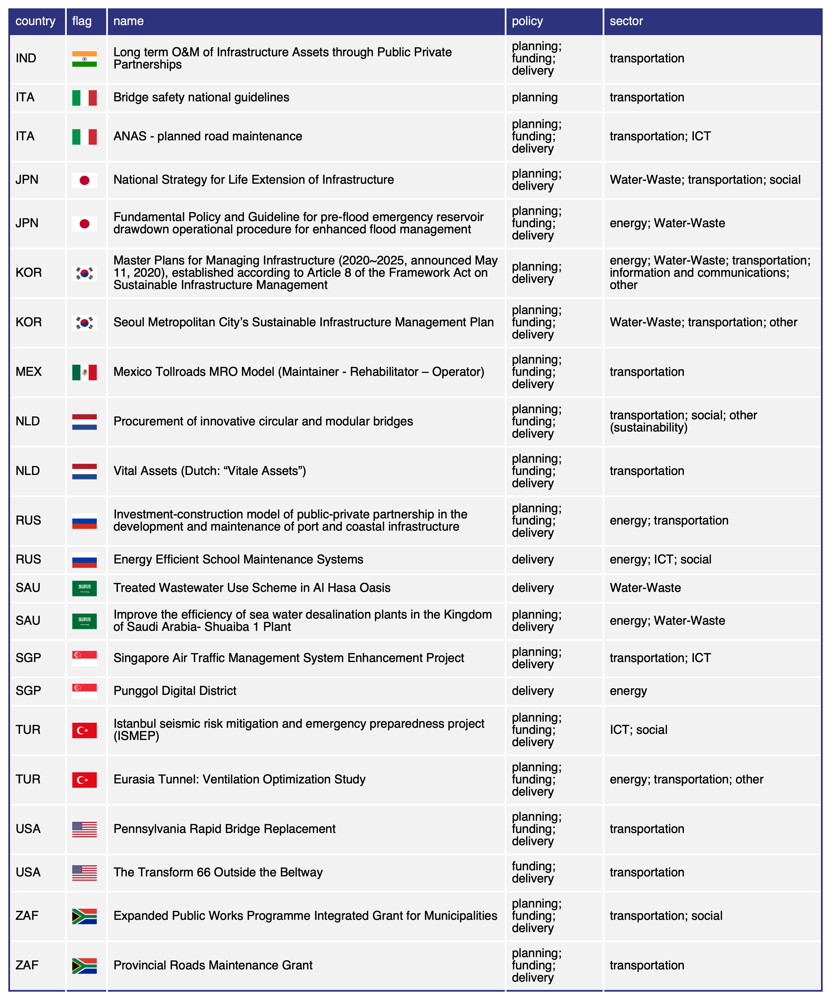 country flag name policy sector
IND Long term O&M of Infrastructure Assets through Public Private
Partnerships
planning;
funding;
delivery
transportation
ITA Bridge safety national guidelines planning transportation
ITA ANAS - planned road maintenance
planning;
funding;
delivery
transportation; ICT
JPN National Strategy for Life Extension of Infrastructure
planning;
delivery
Water-Waste; transportation; social
JPN Fundamental Policy and Guideline for pre-flood emergency reservoir
drawdown operational procedure for enhanced flood management
planning;
funding;
delivery
energy; Water-Waste
KOR Master Plans for Managing Infrastructure (2020~2025, announced May
11, 2020), established according to Article 8 of the Framework Act on
Sustainable Infrastructure Management
planning;
delivery
energy; Water-Waste; transportation;
information and communications;
other
KOR Seoul Metropolitan City’s Sustainable Infrastructure Management Plan
planning;
funding;
delivery
Water-Waste; transportation; other
MEX Mexico Tollroads MRO Model (Maintainer - Rehabilitator – Operator)
planning;
funding;
delivery
transportation
NLD Procurement of innovative circular and modular bridges
planning;
funding;
delivery
transportation; social; other
(sustainability)
NLD Vital Assets (Dutch: “Vitale Assets”)
planning;
funding;
delivery
transportation
RUS Investment-construction model of public-private partnership in the
development and maintenance of port and coastal infrastructure
planning;
funding;
delivery
energy; transportation
RUS Energy Efficient School Maintenance Systems delivery energy; ICT; social
SAU Treated Wastewater Use Scheme in Al Hasa Oasis delivery Water-Waste
SAU Improve the efficiency of sea water desalination plants in the Kingdom
of Saudi Arabia- Shuaiba 1 Plant
planning;
delivery
energy; Water-Waste
SGP Singapore Air Traffic Management System Enhancement Project
planning;
delivery
transportation; ICT
SGP Punggol Digital District delivery energy
TUR Istanbul seismic risk mitigation and emergency preparedness project
(ISMEP)
planning;
funding;
delivery
ICT; social
TUR Eurasia Tunnel: Ventilation Optimization Study
planning;
funding;
delivery
energy; transportation; other
USA Pennsylvania Rapid Bridge Replacement
planning;
funding;
delivery
transportation
USA The Transform 66 Outside the Beltway
funding;
delivery
transportation
ZAF Expanded Public Works Programme Integrated Grant for Municipalities
planning;
funding;
delivery
transportation; social
ZAF Provincial Roads Maintenance Grant
planning;
funding;
delivery
transportation